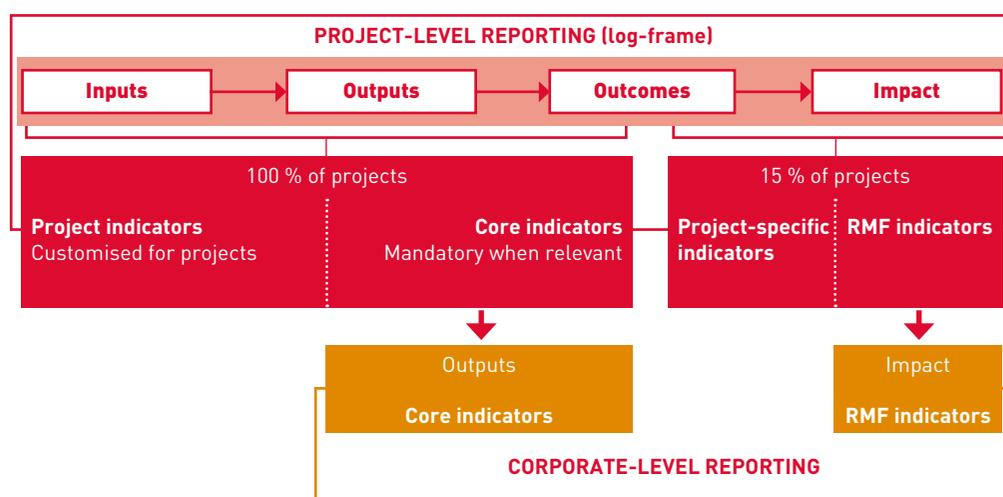 PROJECT-LEVEL REPORTING (log-frame)
Inputs
Outputs
Outcomes
Impact
100 % of projects
Project indicators
Customised for projects
Core indicators
Mandatory when relevant
15 % of projects
Project-specific
indicators
RMF indicators
Outputs
Core indicators
Impact
RMF indicators
CORPORATE-LEVEL REPORTING